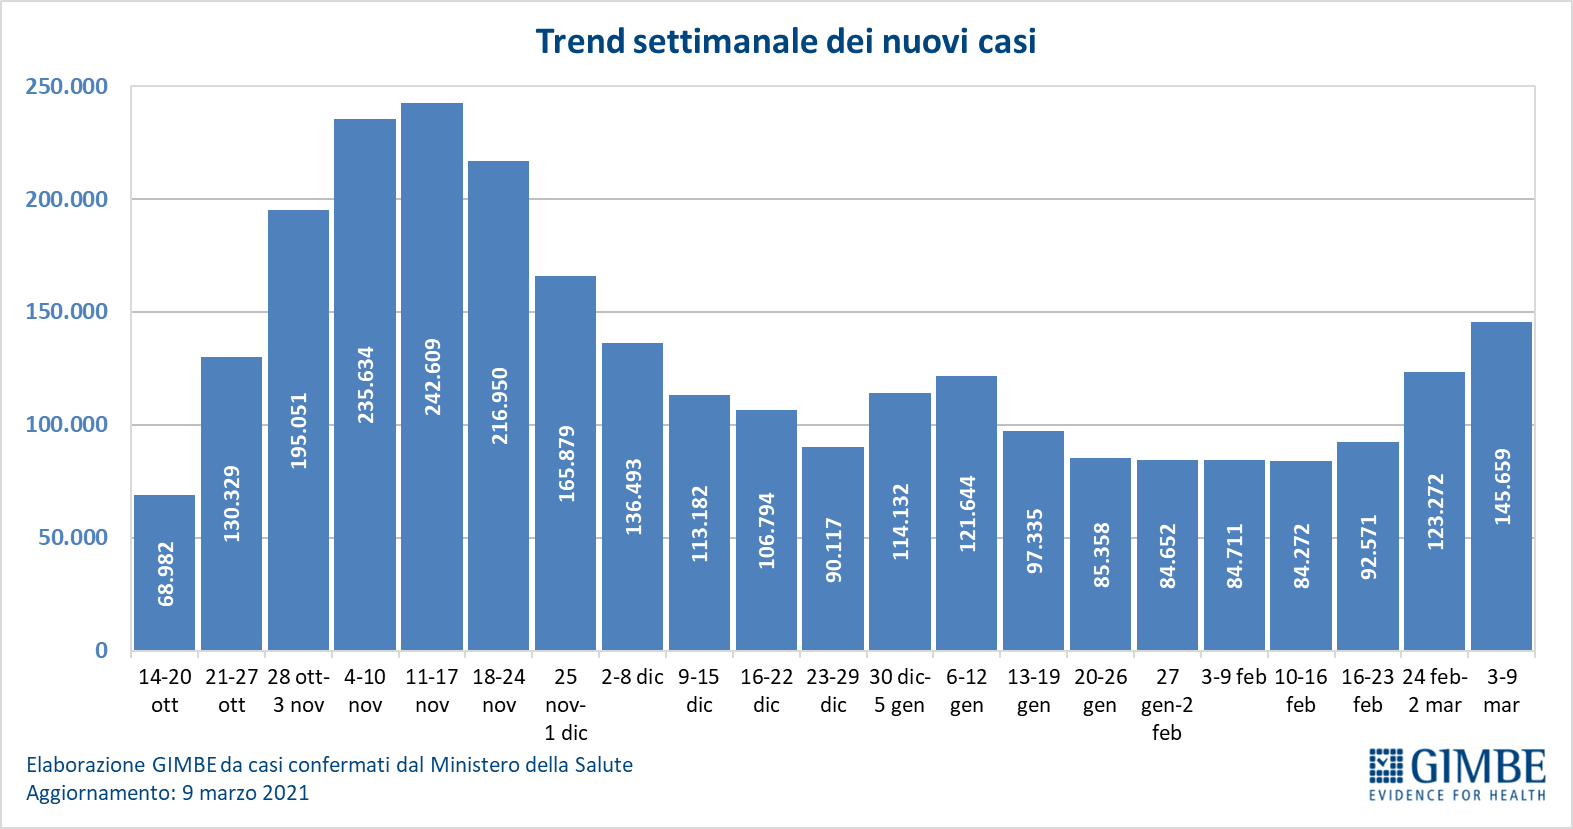 Trend settimanale dei nuovi casi
250.000
200.000
150.000
100.000
50.000
0
68.982
130.329
195.051
235.634
242.609
216.950
165.879
136.493
113.182
106.794
90.117
114.132
121.644
97.335
85.358
84.652
84.711
84.272
92.571
123.272
145.659
14-20
ott
21-27
ott
28 ott-
3 nov
4-10
nov
11-17
nov
18-24
nov
25
nov-
1 dic
2-8 dic
9-15
dic
16-22
dic
23-29
dic
30 dic-
5 gen
6-12
gen
13-19
gen
20-26
gen
27
gen-2
feb
3-9 feb
10-16
feb
16-23
feb
24 feb-
2 mar
3-9
mar
Elaborazione GIMBE da casi confermati dal Ministero della Salute
Aggiornamento: 9 marzo 2021
GIMBE
EVIDENCE FOR HEALTH